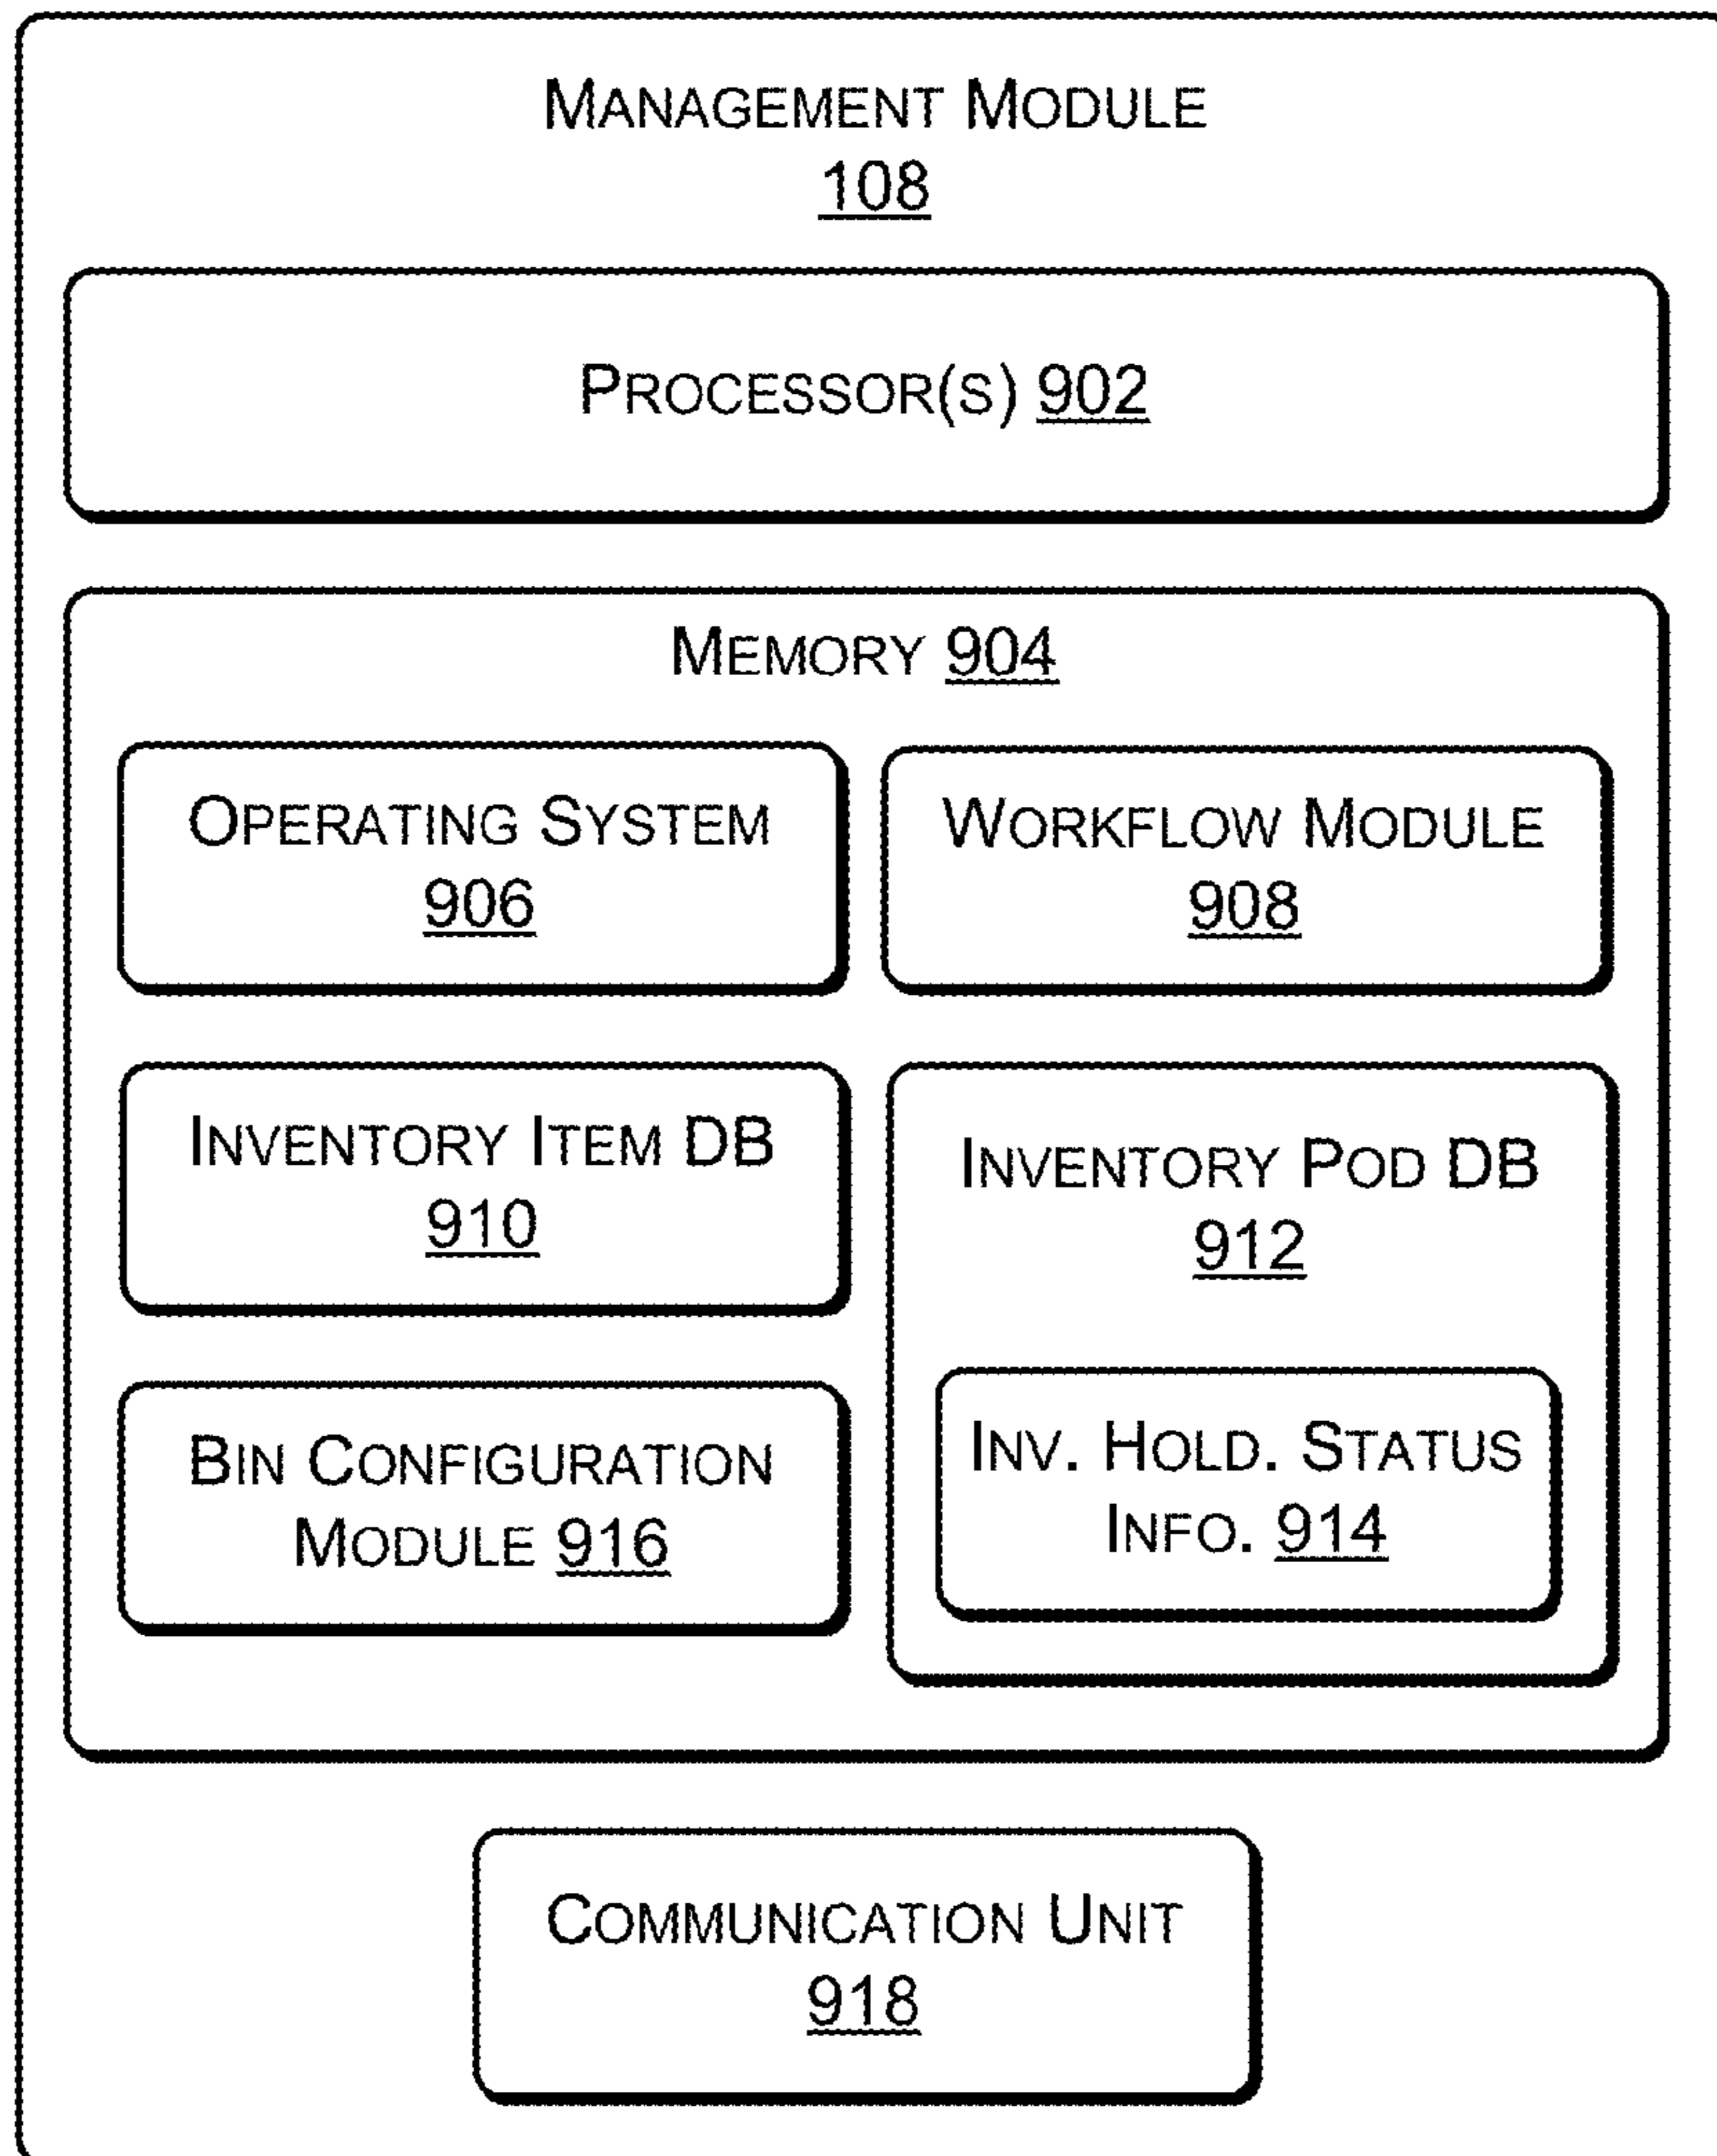 MANAGEMENT MODULE
108
PROCESSOR(S) 902
MEMORY 904
OPERATING SYSTEM
906
WORKFLOW MODULE
908
INVENTORY ITEM DB
910
INVENTORY POD DB
912
BIN CONFIGURATION
MODULE 916
INV. HOLD. STATUS
INFO. 914
COMMUNICATION UNIT
918